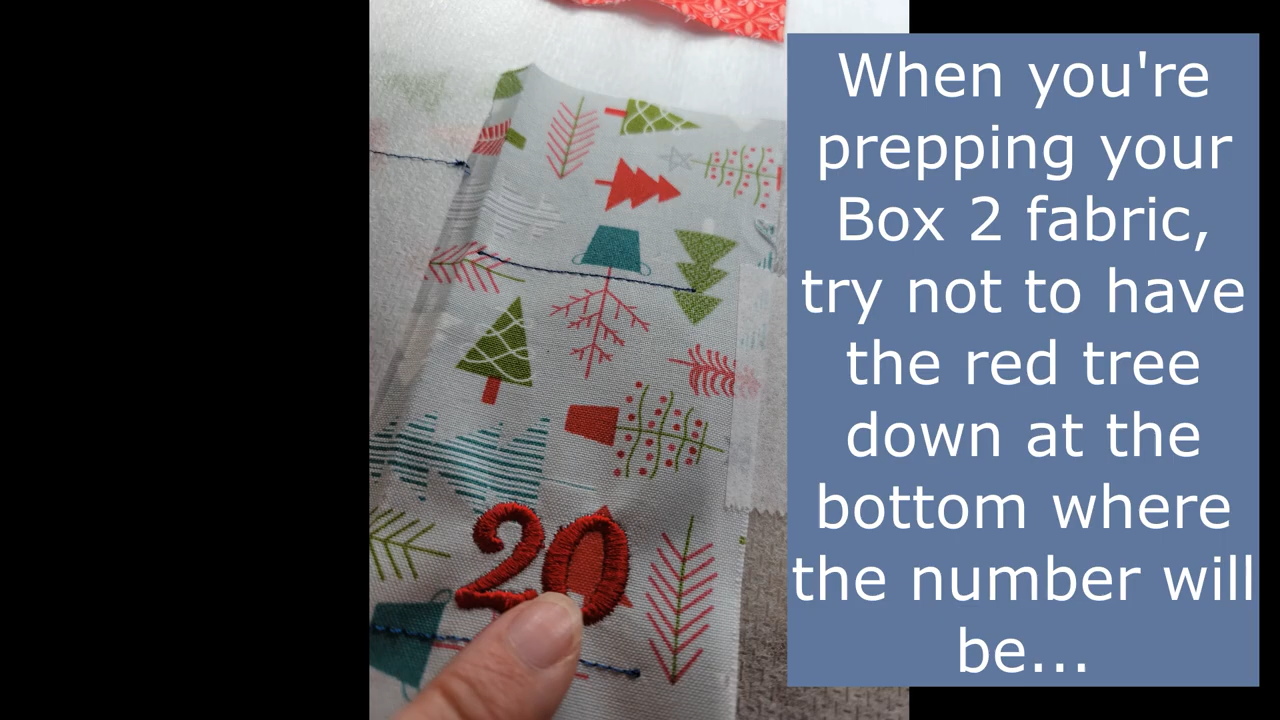 When you're
prepping your
Box 2 fabric,
try not to have
the red tree
down at the
bottom where
the number will
be...
20